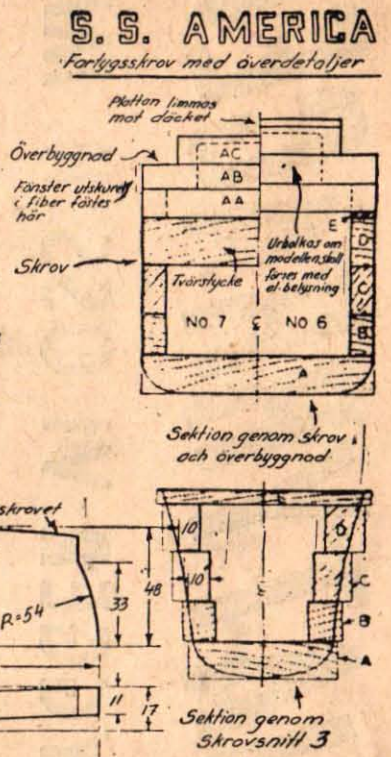 S. S. AMERICA
Fartygsskrov med överdetaljer
Plattan limmas
mot däcket
Överbyggnad
AC
AB
AA
Fönster utskurna
i fiber fästes
här
E
D
C
B
Urholkas om
modellen skall
förses med
el-belysning
Skrov
Tvärstycke
NO 7 ℄ NO 6
A
Sektion genom skrov
och överbyggnad
skrovet
10
10
D
C
B
A
E
℄
48
33
R=54
11
17
Sektion genom
Skrovsnitt 3